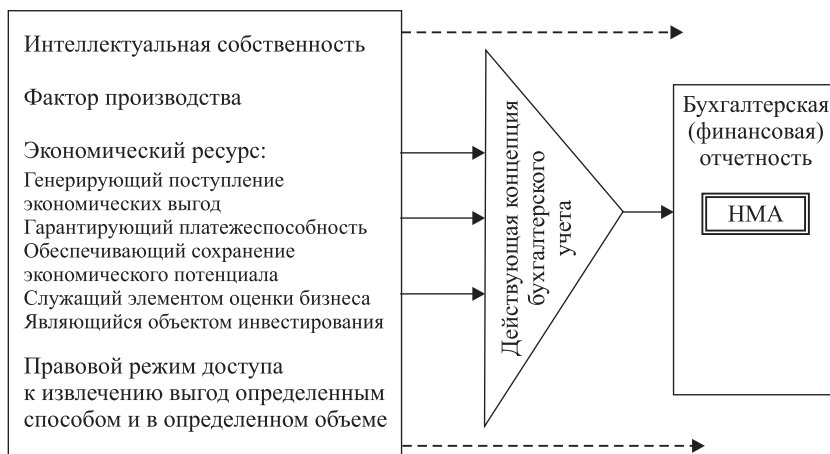 Интеллектуальная собственность
Фактор производства
Экономический ресурс:
Генерирующий поступление
экономических выгод
Гарантирующий платежеспособность
Обеспечивающий сохранение
экономического потенциала
Служащий элементом оценки бизнеса
Являющийся объектом инвестирования
Правовой режим доступа
к извлечению выгод определенным
способом и в определенном объеме
Действующая концепция
бухгалтерского
учета
Бухгалтерская
(финансовая)
отчетность
НМА